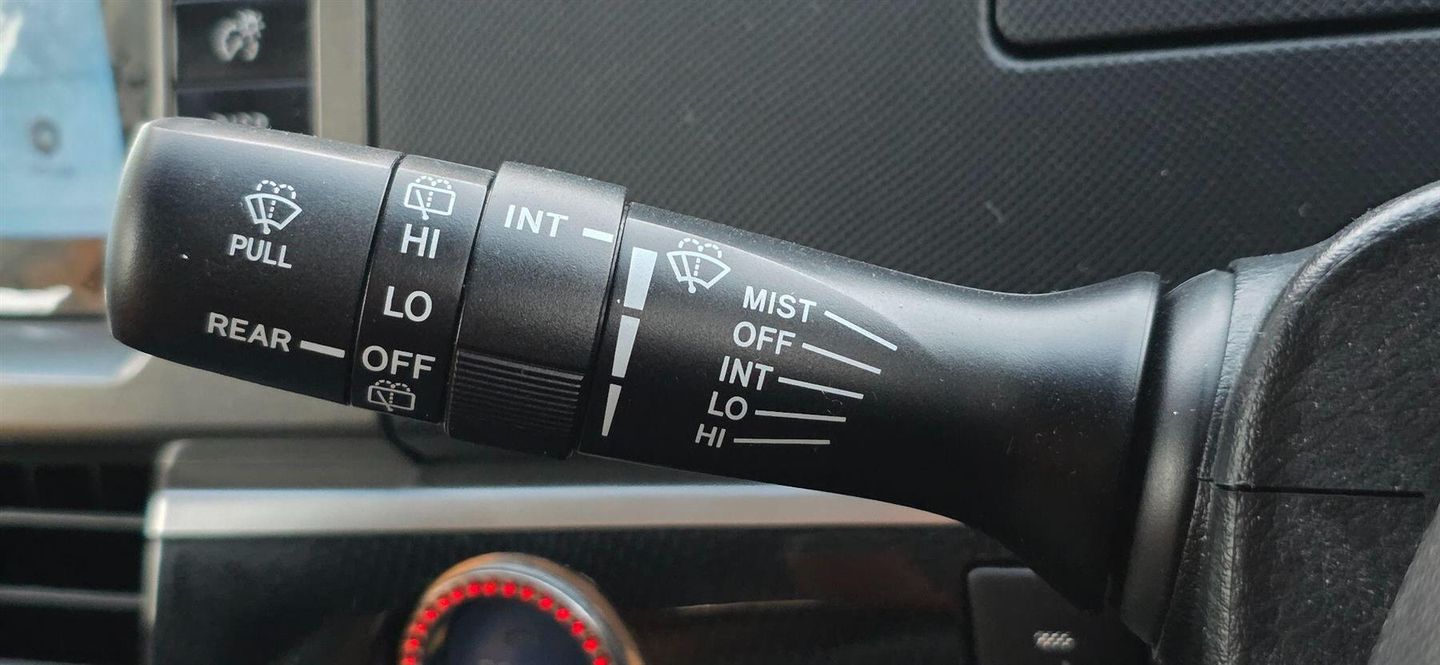 PULL
REAR
HI
LO
OFF
INT
MIST
OFF
INT
LO
HI